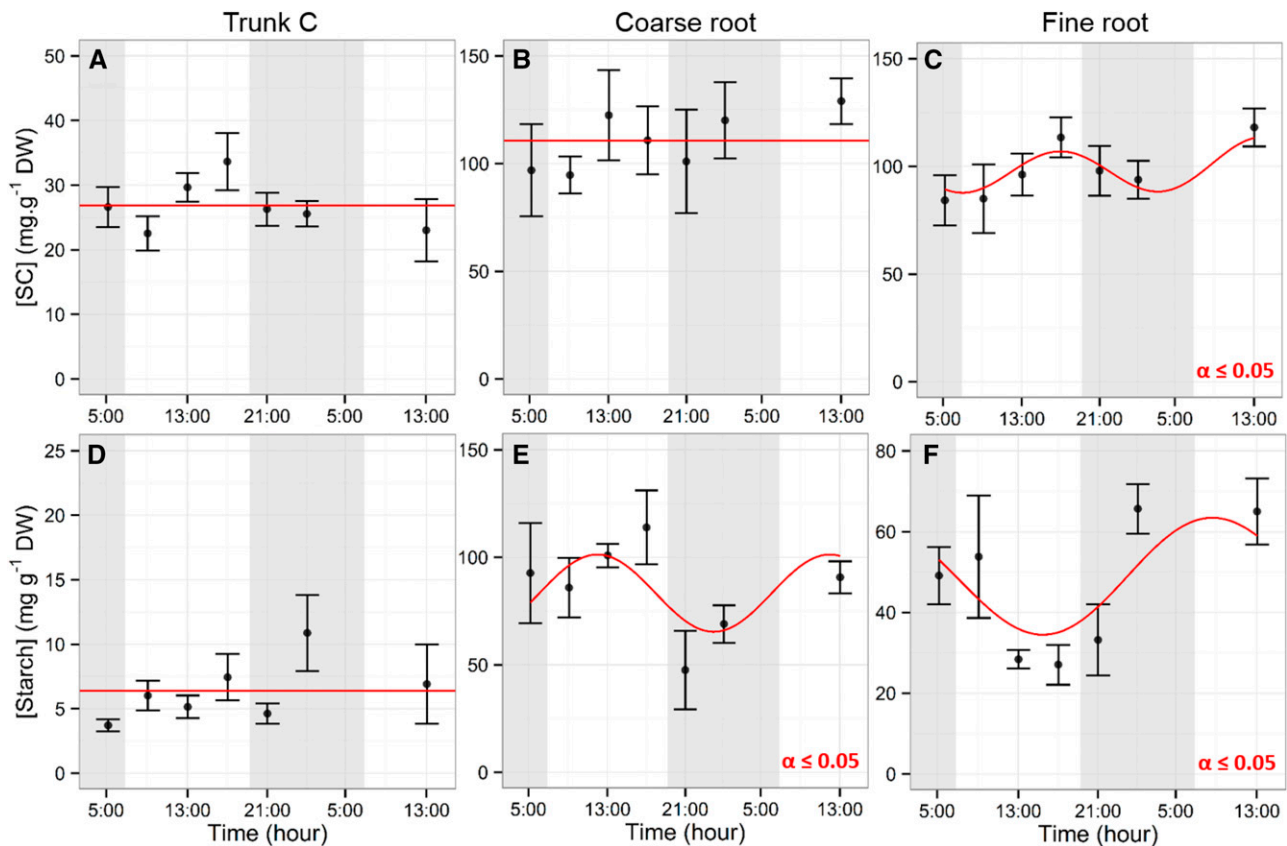 Trunk C
Coarse root
Fine root
A
B
C
[SC] (mg.g⁻¹ DW)
50
40
30
20
10
0
150
100
50
0
150
100
50
0
α ≤ 0.05
5:00 13:00 21:00 5:00 13:00
5:00 13:00 21:00 5:00 13:00
5:00 13:00 21:00 5:00 13:00
D
E
F
[Starch] (mg g⁻¹ DW)
25
20
15
10
5
0
150
100
50
0
α ≤ 0.05
80
60
40
20
0
α ≤ 0.05
5:00 13:00 21:00 5:00 13:00
5:00 13:00 21:00 5:00 13:00
5:00 13:00 21:00 5:00 13:00
Time (hour)
Time (hour)
Time (hour)